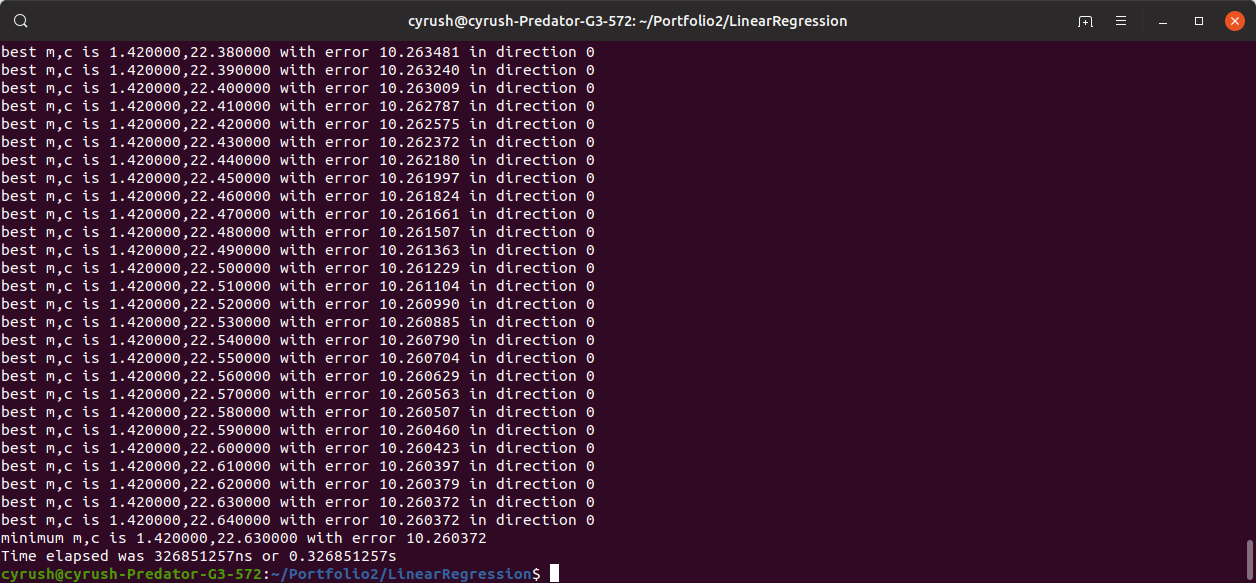 cyrush@cyrush-Predator-G3-572: ~/Portfolio2/LinearRegression
best m,c is 1.420000,22.380000 with error 10.263481 in direction 0
best m,c is 1.420000,22.390000 with error 10.263240 in direction 0
best m,c is 1.420000,22.400000 with error 10.263009 in direction 0
best m,c is 1.420000,22.410000 with error 10.262787 in direction 0
best m,c is 1.420000,22.420000 with error 10.262575 in direction 0
best m,c is 1.420000,22.430000 with error 10.262372 in direction 0
best m,c is 1.420000,22.440000 with error 10.262180 in direction 0
best m,c is 1.420000,22.450000 with error 10.261997 in direction 0
best m,c is 1.420000,22.460000 with error 10.261824 in direction 0
best m,c is 1.420000,22.470000 with error 10.261661 in direction 0
best m,c is 1.420000,22.480000 with error 10.261507 in direction 0
best m,c is 1.420000,22.490000 with error 10.261363 in direction 0
best m,c is 1.420000,22.500000 with error 10.261229 in direction 0
best m,c is 1.420000,22.510000 with error 10.261104 in direction 0
best m,c is 1.420000,22.520000 with error 10.260990 in direction 0
best m,c is 1.420000,22.530000 with error 10.260885 in direction 0
best m,c is 1.420000,22.540000 with error 10.260790 in direction 0
best m,c is 1.420000,22.550000 with error 10.260704 in direction 0
best m,c is 1.420000,22.560000 with error 10.260629 in direction 0
best m,c is 1.420000,22.570000 with error 10.260563 in direction 0
best m,c is 1.420000,22.580000 with error 10.260507 in direction 0
best m,c is 1.420000,22.590000 with error 10.260460 in direction 0
best m,c is 1.420000,22.600000 with error 10.260423 in direction 0
best m,c is 1.420000,22.610000 with error 10.260397 in direction 0
best m,c is 1.420000,22.620000 with error 10.260379 in direction 0
best m,c is 1.420000,22.630000 with error 10.260372 in direction 0
best m,c is 1.420000,22.640000 with error 10.260372 in direction 0
minimum m,c is 1.420000,22.630000 with error 10.260372
Time elapsed was 326851257ns or 0.326851257s
cyrush@cyrush-Predator-G3-572:~/Portfolio2/LinearRegression$